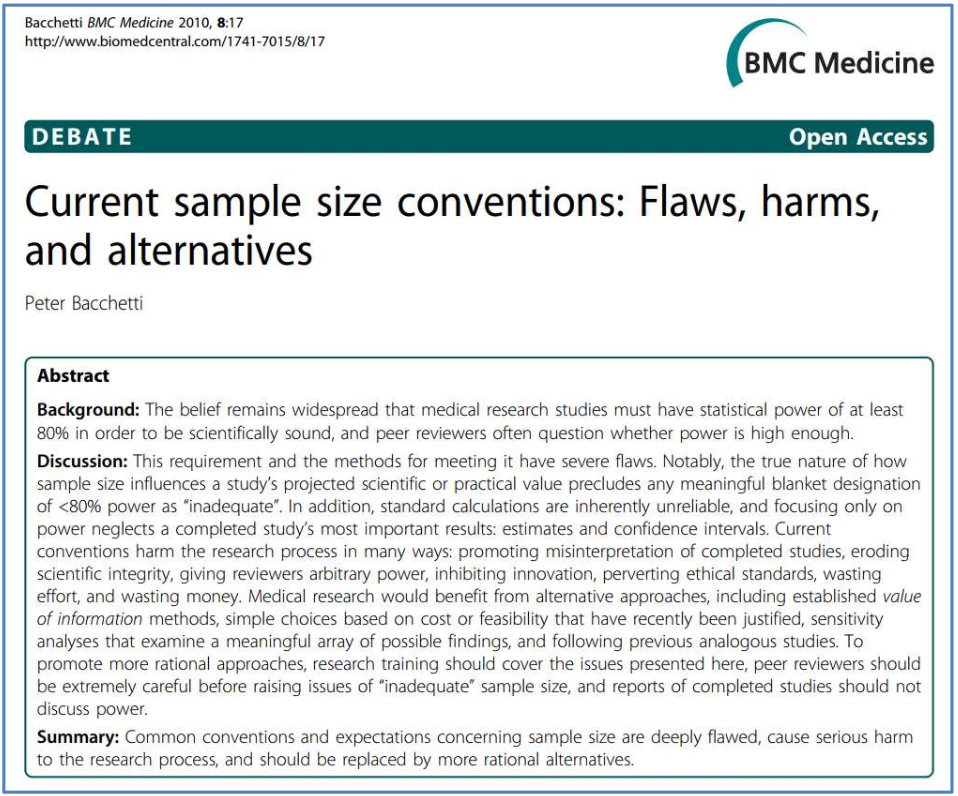 Bacchetti BMC Medicine 2010, 8:17
http://www.biomedcentral.com/1741-7015/8/17
BMC Medicine
DEBATE Open Access
Current sample size conventions: Flaws, harms,
and alternatives
Peter Bacchetti
Abstract
Background: The belief remains widespread that medical research studies must have statistical power of at least
80% in order to be scientifically sound, and peer reviewers often question whether power is high enough.
Discussion: This requirement and the methods for meeting it have severe flaws. Notably, the true nature of how
sample size influences a study's projected scientific or practical value precludes any meaningful blanket designation
of <80% power as "inadequate". In addition, standard calculations are inherently unreliable, and focusing only on
power neglects a completed study's most important results: estimates and confidence intervals. Current
conventions harm the research process in many ways: promoting misinterpretation of completed studies, eroding
scientific integrity, giving reviewers arbitrary power, inhibiting innovation, perverting ethical standards, wasting
effort, and wasting money. Medical research would benefit from alternative approaches, including established value
of information methods, simple choices based on cost or feasibility that have recently been justified, sensitivity
analyses that examine a meaningful array of possible findings, and following previous analogous studies. To
promote more rational approaches, research training should cover the issues presented here, peer reviewers should
be extremely careful before raising issues of "inadequate" sample size, and reports of completed studies should not
discuss power.
Summary: Common conventions and expectations concerning sample size are deeply flawed, cause serious harm
to the research process, and should be replaced by more rational alternatives.